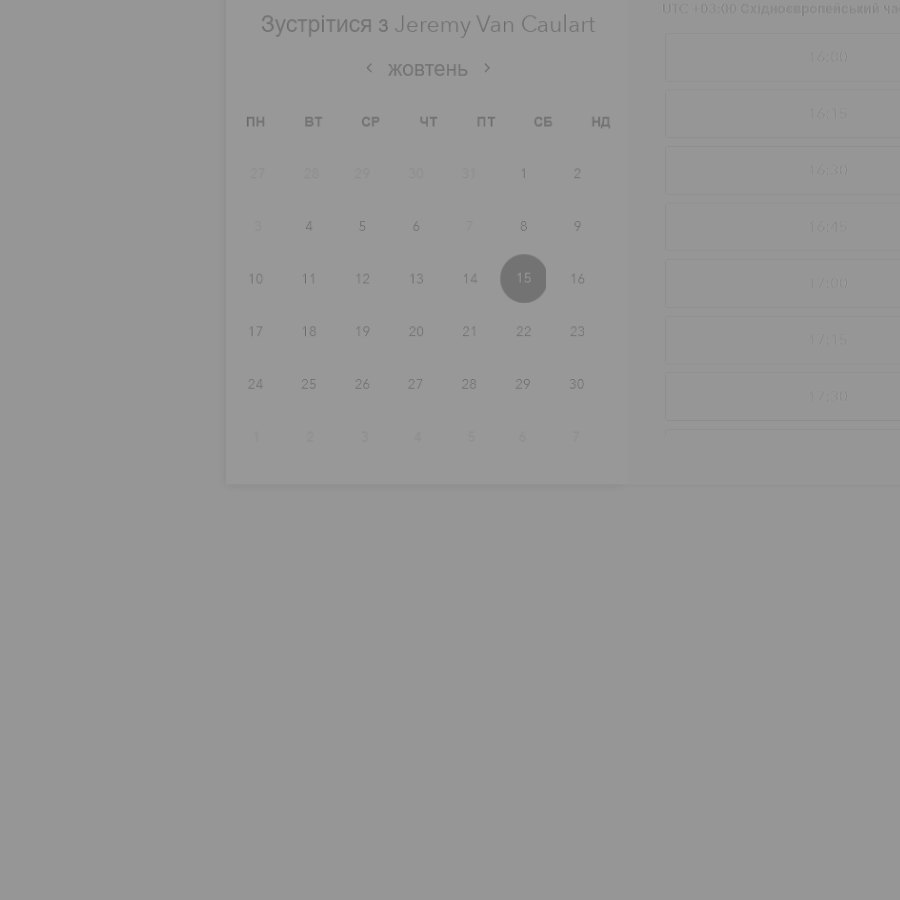 Зустрітися з Jeremy Van Caulart
< жовтень >
ПН ВТ СР ЧТ ПТ СБ НД
27 28 29 30 31 1 2
3 4 5 6 7 8 9
10 11 12 13 14 15 16
17 18 19 20 21 22 23
24 25 26 27 28 29 30
1 2 3 4 5 6 7
UTC +03:00 Східноєвропейський
16:00
16:15
16:30
16:45
17:00
17:15
17:30